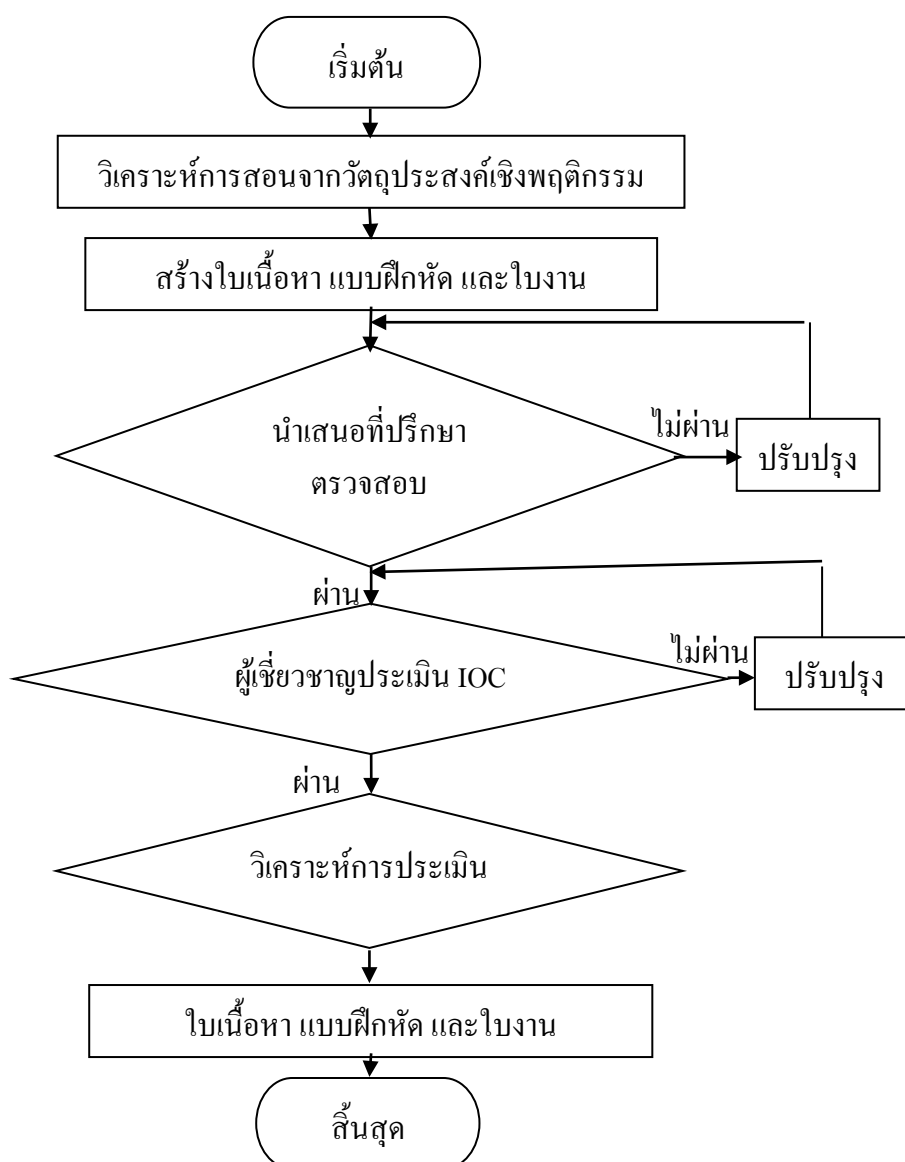 เริ่มต้น
วิเคราะห์การสอนจากวัตถุประสงค์เชิงพฤติกรรม
สร้างใบเนื้อหา แบบฝึกหัด และใบงาน
นำเสนอที่ปรึกษา
ตรวจสอบ
ไม่ผ่าน
ปรับปรุง
ผ่าน
ผู้เชี่ยวชาญประเมิน IOC
ไม่ผ่าน
ปรับปรุง
ผ่าน
วิเคราะห์การประเมิน
ใบเนื้อหา แบบฝึกหัด และใบงาน
สิ้นสุด